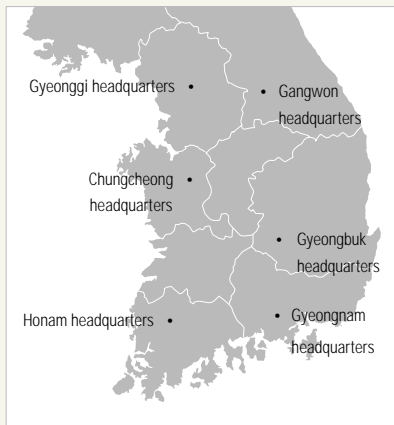 Gyeonggi headquarters
Gangwon
headquarters
Chungcheong
headquarters
Gyeongbuk
headquarters
Honam headquarters
Gyeongnam
headquarters